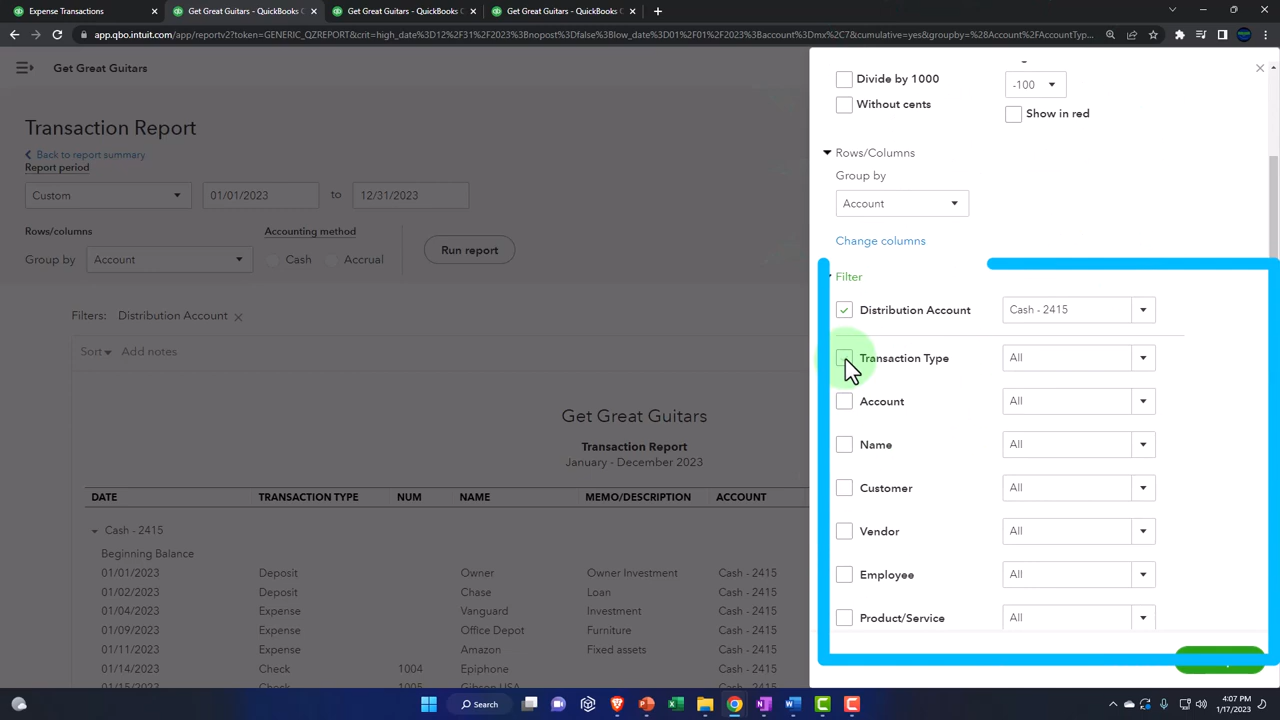 Expense Transactions
Get Great Guitars - QuickBooks C
Get Great Guitars - QuickBooks C
Get Great Guitars - QuickBooks C
app.qbo.intuit.com/app/reportv2?token=GENERIC_QZREPORT&crit=high_date%3D12%2F31%2F2023%3Bnopost%3Dfalse%3Blow_date%3D01%2F01%2F2023%3Baccount%3Dmx%2C7&cumulative=yes&groupby=%28Account%2CAccountTyp...
Get Great Guitars
Divide by 1000
-100
Without cents
Show in red
Transaction Report
Back to report summary
Report period
Custom
01/01/2023
to
12/31/2023
Rows/columns
Accounting method
Group by
Account
Cash
Accrual
Run report
Filters: Distribution Account
Sort
Add notes
Get Great Guitars
Transaction Report
January - December 2023
DATE TRANSACTION TYPE NUM NAME MEMO/DESCRIPTION ACCOUNT
Cash - 2415
Beginning Balance
01/01/2023 Deposit Owner Owner Investment Cash - 2415
01/02/2023 Deposit Chase Loan Cash - 2415
01/04/2023 Expense Vanguard Investment Cash - 2415
01/09/2023 Expense Office Depot Furniture Cash - 2415
01/11/2023 Expense Amazon Fixed assets Cash - 2415
01/14/2023 Check 1004 Epiphone Cash - 2415
01/15/2023 Check 1005 Gibson USA Cash - 2415
Rows/Columns
Group by
Account
Change columns
Filter
Distribution Account Cash - 2415
Transaction Type All
Account All
Name All
Customer All
Vendor All
Employee All
Product/Service All
Search
4:07 PM
1/17/2023